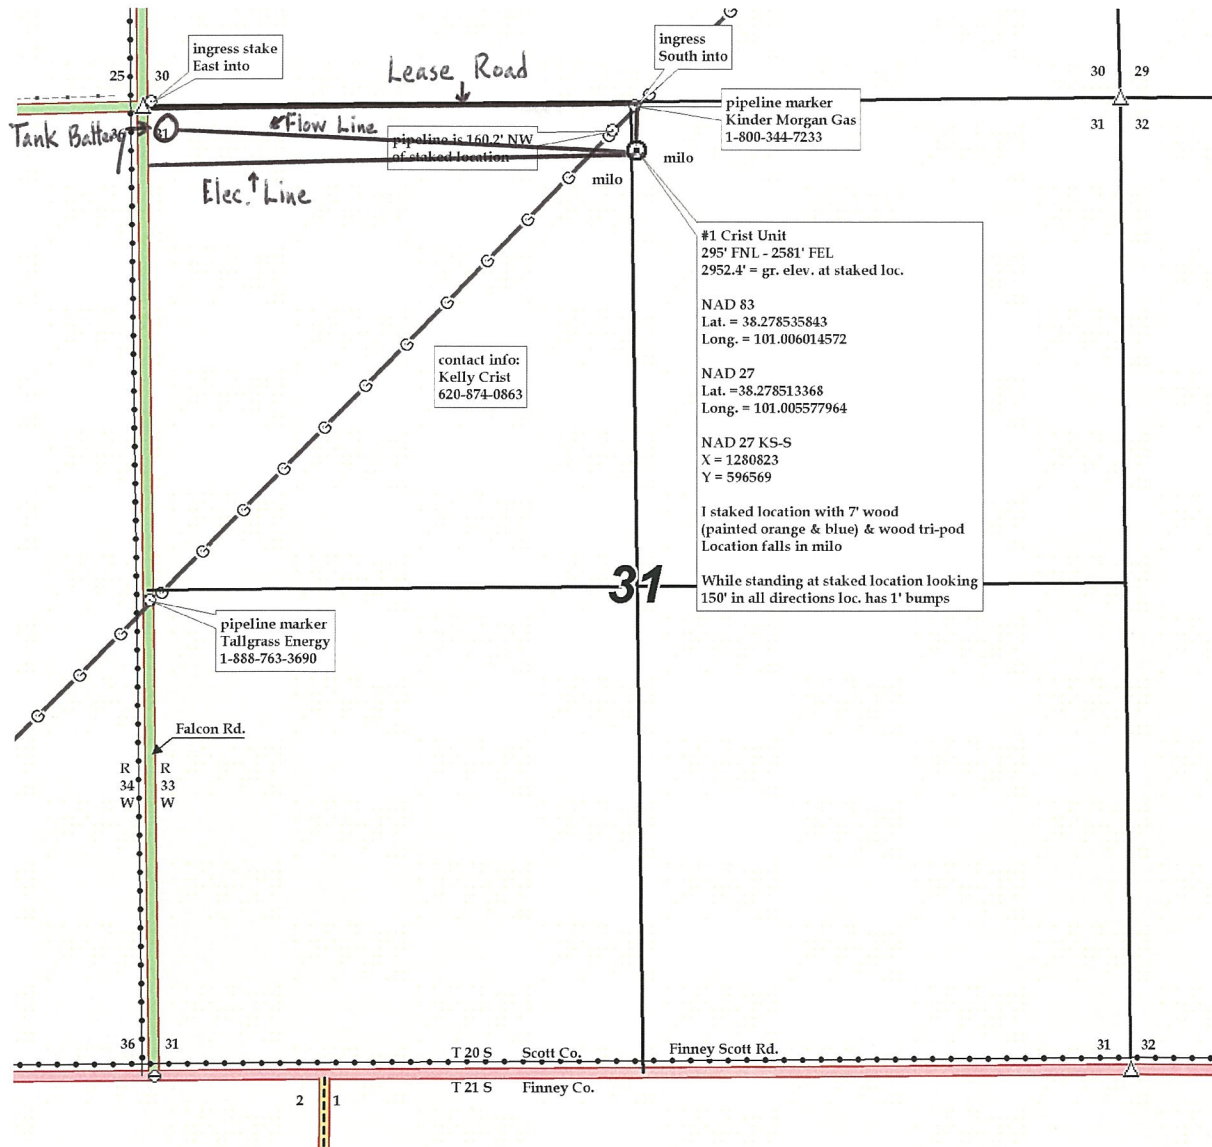 ingress stake
East into
ingress
South into
Lease Road
25 30
30 29
pipeline marker
Kinder Morgan Gas
1-800-344-7233
31 32
Tank Battery
36 31
Flow Line
pipeline is 160.2' NW
of staked location
milo
milo
Elec. Line
#1 Crist Unit
295' FNL - 2581' FEL
2952.4' = gr. elev. at staked loc.
NAD 83
Lat. = 38.278535843
Long. = 101.006014572
NAD 27
Lat. =38.278513368
Long. = 101.005577964
NAD 27 KS-S
X = 1280823
Y = 596569
I staked location with 7' wood
(painted orange & blue) & wood tri-pod
Location falls in milo
While standing at staked location looking
150' in all directions loc. has 1' bumps
contact info:
Kelly Crist
620-874-0863
31
G G G G G G G G G G G G G G G G
pipeline marker
Tallgrass Energy
1-888-763-3690
Falcon Rd.
R R
34 33
W W
36 31
T 20 S Scott Co. Finney Scott Rd.
31 32
T 21 S Finney Co.
2 1